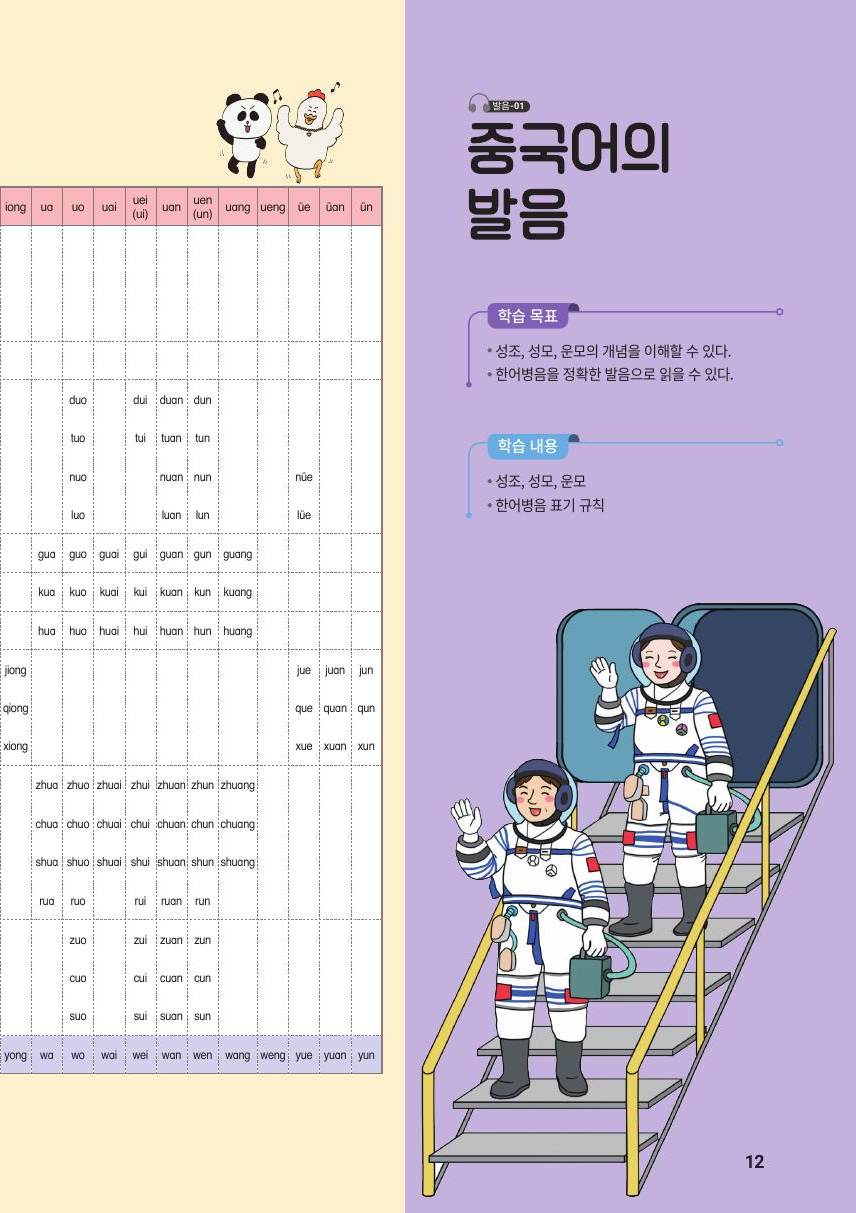 iong ua uo uai uei (ui) uan uen (un) uang ueng üe üan ün
duo dui duan dun
tuo tui tuan tun
nuo nuan nun nüe
luo luan lun lüe
gua guo guai gui guan gun guang
kua kuo kuai kui kuan kun kuang
hua huo huai hui huan hun huang
jiong jue juan jun
qiong que quan qun
xiong xue xuan xun
zhua zhuo zhuai zhui zhuan zhun zhuang
chua chuo chuai chui chuan chun chuang
shua shuo shuai shui shuan shun shuang
rua ruo rui ruan run
zuo zui zuan zun
cuo cui cuan cun
suo sui suan sun
yong wa wo wai wei wan wen wang weng yue yuan yun
발음-01
중국어의
발음
학습 목표
• 성조, 성모, 운모의 개념을 이해할 수 있다.
• 한어병음을 정확한 발음으로 읽을 수 있다.
학습 내용
• 성조, 성모, 운모
• 한어병음 표기 규칙
12